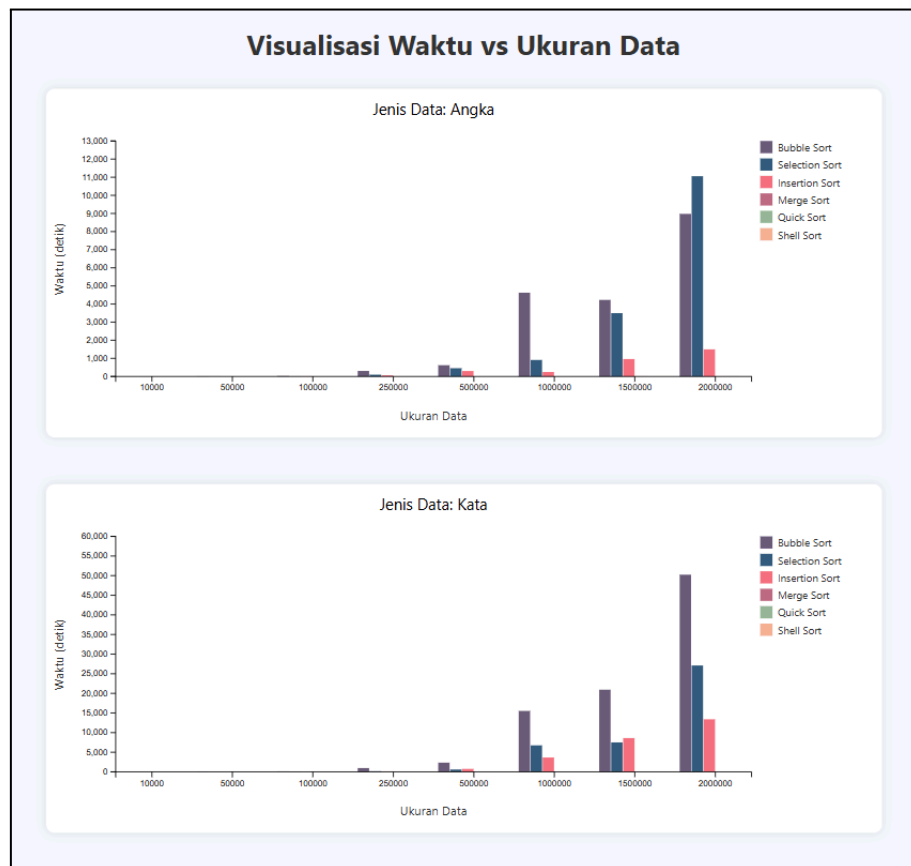 Visualisasi Waktu vs Ukuran Data
Jenis Data: Angka
13,000
12,000
11,000
10,000
9,000
8,000
7,000
6,000
5,000
4,000
3,000
2,000
1,000
0
Waktu (detik)
10000 50000 100000 250000 500000 1000000 1500000 2000000
Ukuran Data
Bubble Sort
Selection Sort
Insertion Sort
Merge Sort
Quick Sort
Shell Sort
Jenis Data: Kata
60,000
55,000
50,000
45,000
40,000
35,000
30,000
25,000
20,000
15,000
10,000
5,000
0
Waktu (detik)
10000 50000 100000 250000 500000 1000000 1500000 2000000
Ukuran Data
Bubble Sort
Selection Sort
Insertion Sort
Merge Sort
Quick Sort
Shell Sort